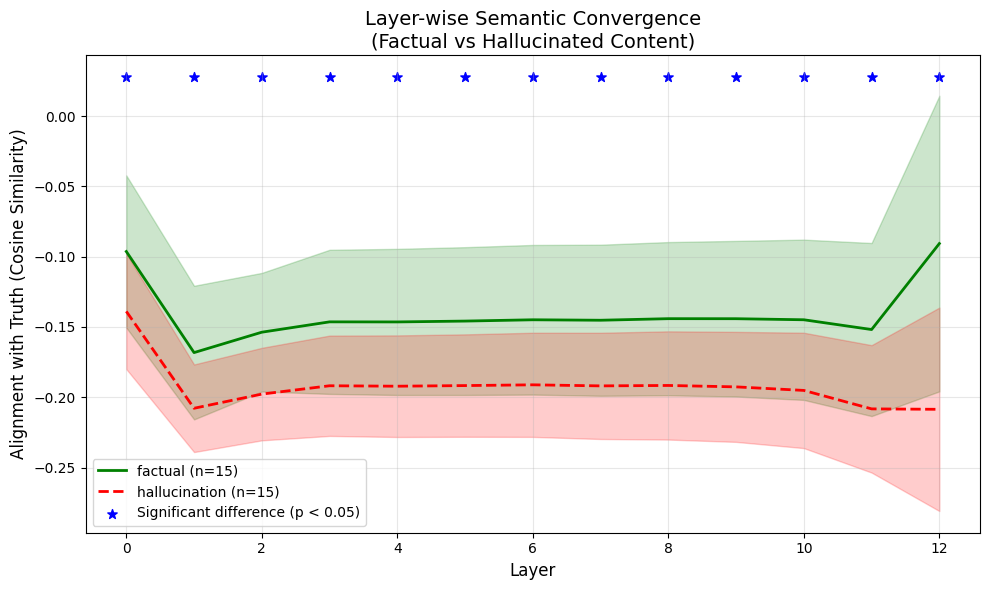 Layer-wise Semantic Convergence
(Factual vs Hallucinated Content)
Alignment with Truth (Cosine Similarity)
0.00
−0.05
−0.10
−0.15
−0.20
−0.25
factual (n=15)
hallucination (n=15)
Significant difference (p < 0.05)
0 2 4 6 8 10 12
Layer